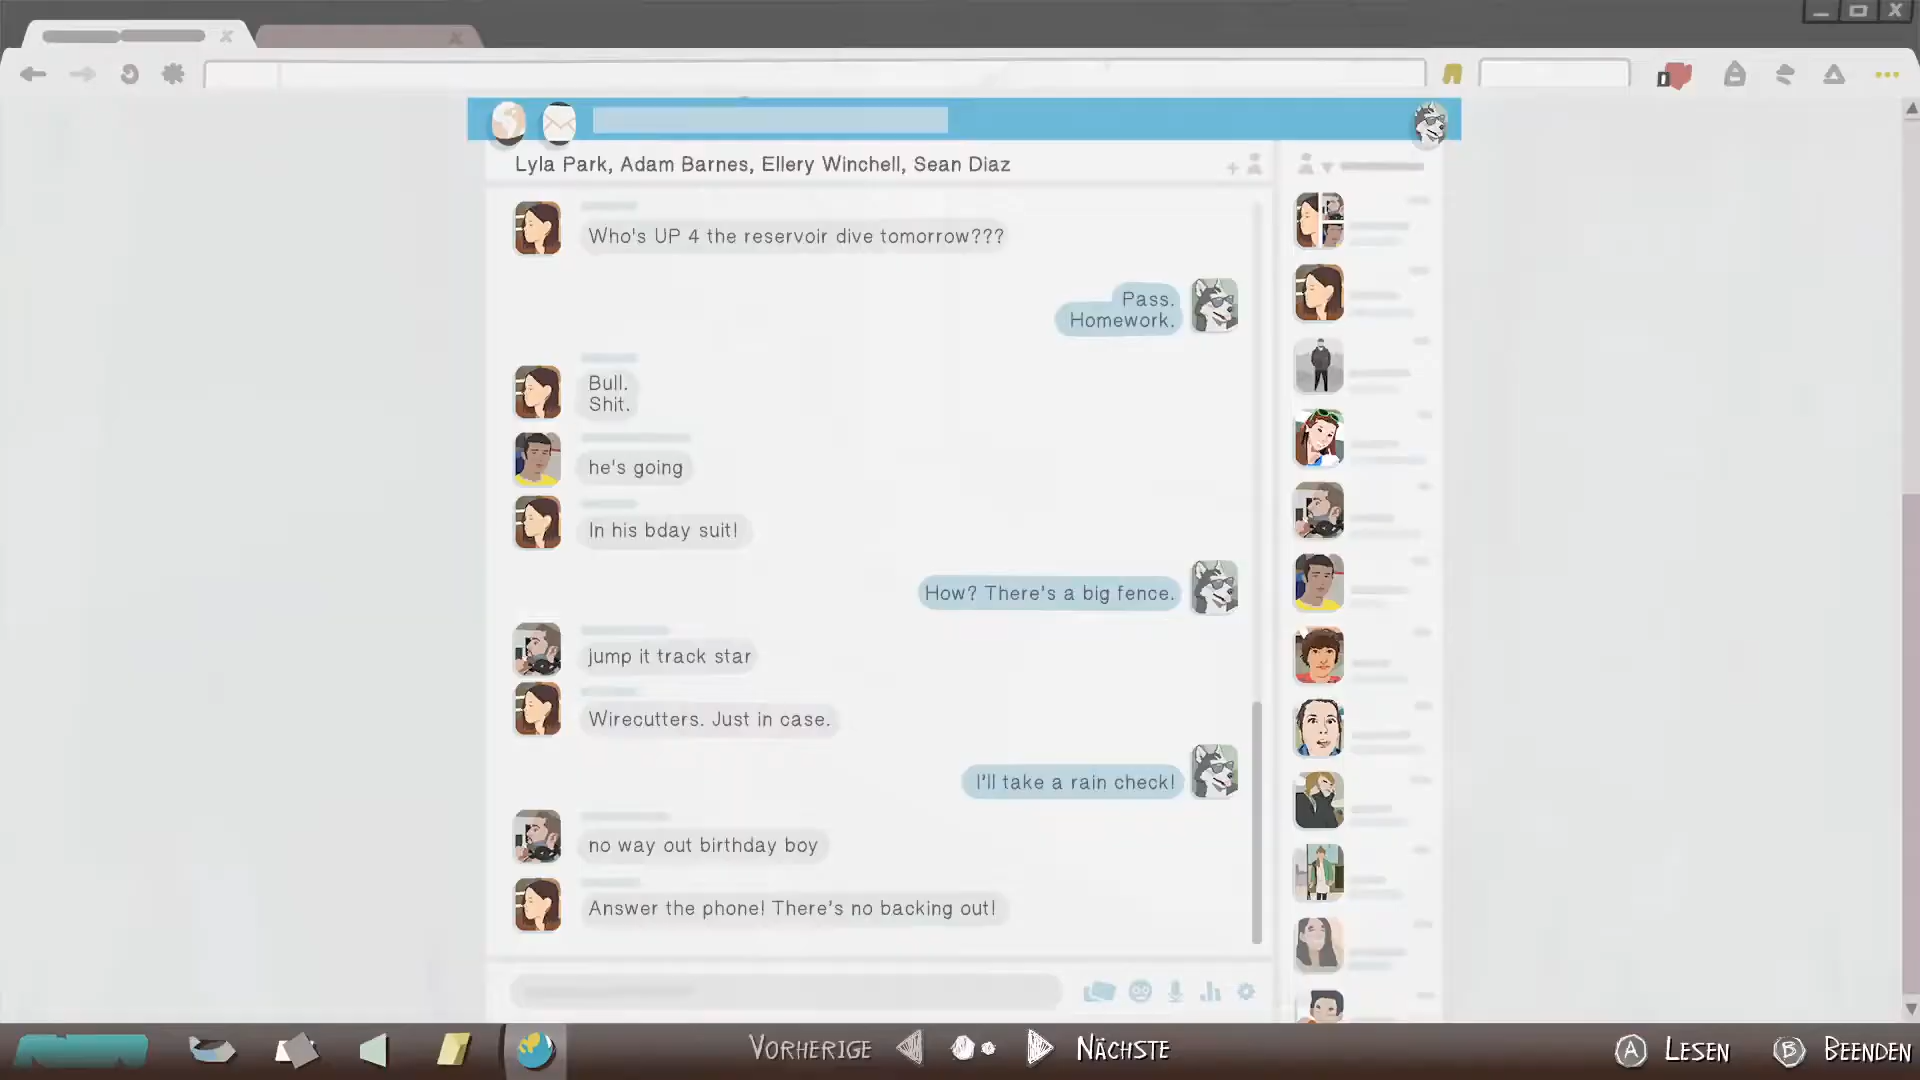 Lyla Park, Adam Barnes, Ellery Winchell, Sean Diaz
Who's UP 4 the reservoir dive tomorrow???
Pass.
Homework.
Bull.
Shit.
he's going
In his bday suit!
How? There's a big fence.
jump it track star
Wirecutters. Just in case.
I'll take a rain check!
no way out birthday boy
Answer the phone! There's no backing out!
VORHERIGE
NÄCHSTE
A LESEN
B BEENDEN